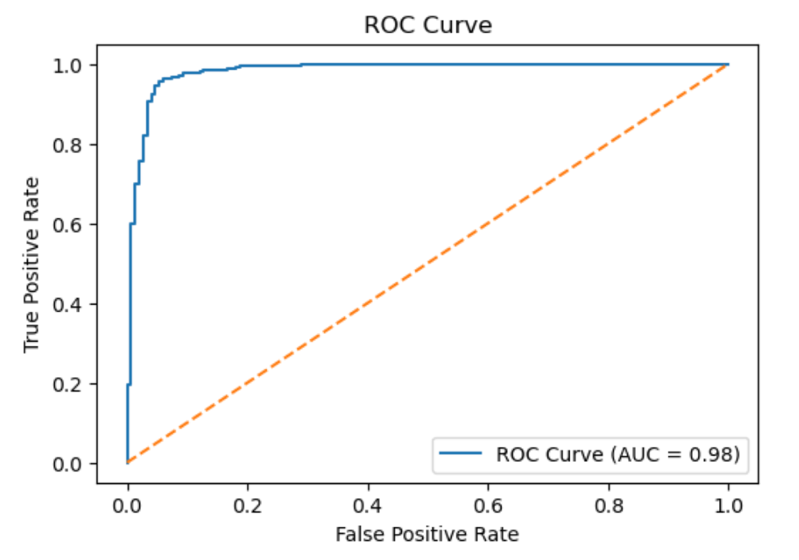 ROC Curve
True Positive Rate
1.0
0.8
0.6
0.4
0.2
0.0
ROC Curve (AUC = 0.98)
0.0 0.2 0.4 0.6 0.8 1.0
False Positive Rate